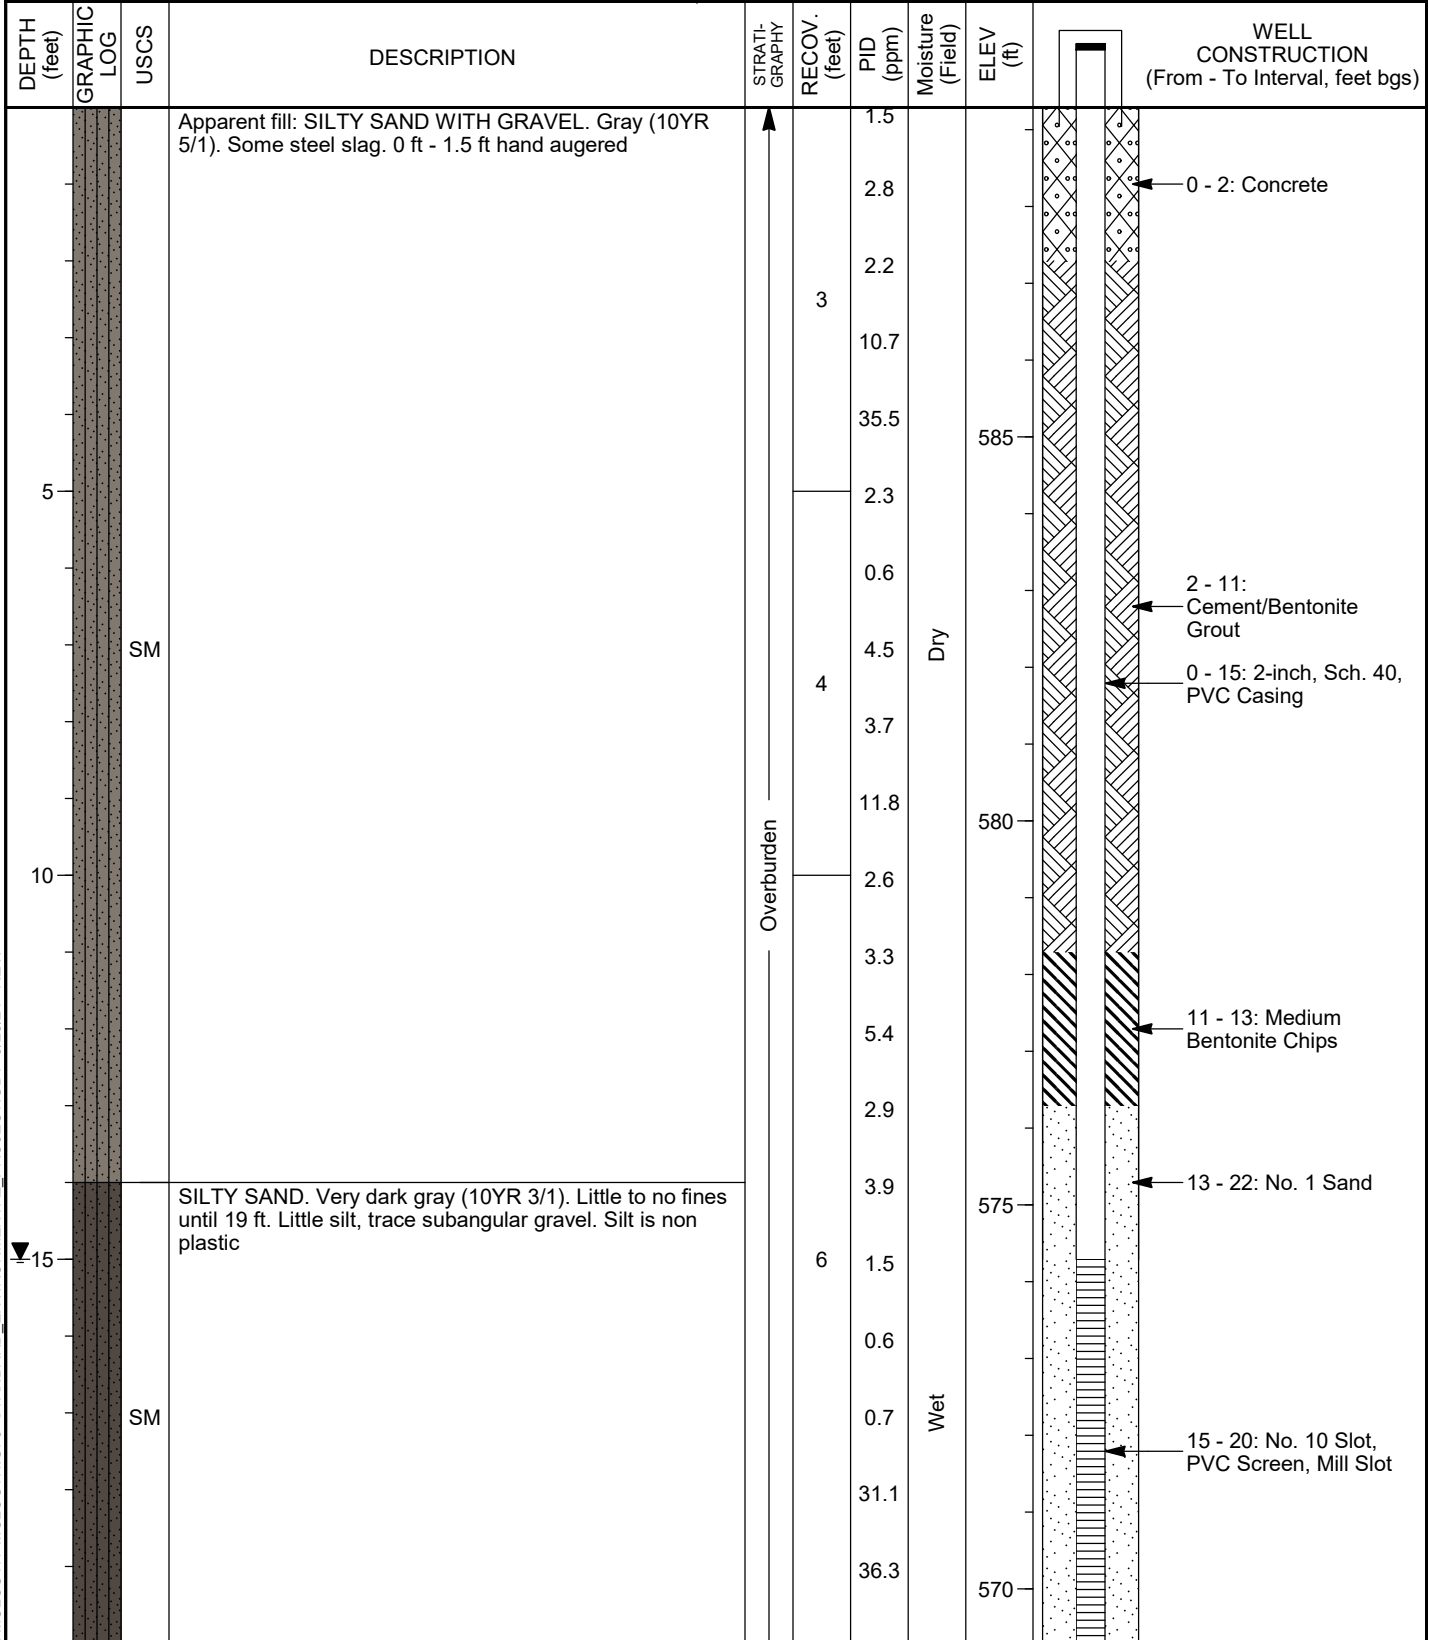 DEPTH
(feet)
GRAPHIC
LOG
USCS
DESCRIPTION
STRATI-
GRAPHY
RECOV.
(feet)
PID
(ppm)
Moisture
(Field)
ELEV
(ft)
WELL
CONSTRUCTION
(From - To Interval, feet bgs)
Apparent fill: SILTY SAND WITH GRAVEL. Gray (10YR
5/1). Some steel slag. 0 ft - 1.5 ft hand augered
1.5
2.8
0 - 2: Concrete
2.2
3
10.7
35.5
585
5
2.3
0.6
2 - 11:
Cement/Bentonite
Grout
SM
4.5
Dry
4
0 - 15: 2-inch, Sch. 40,
PVC Casing
3.7
11.8
580
Overburden
10
2.6
3.3
5.4
11 - 13: Medium
Bentonite Chips
2.9
SILTY SAND. Very dark gray (10YR 3/1). Little to no fines
until 19 ft. Little silt, trace subangular gravel. Silt is non
plastic
3.9
13 - 22: No. 1 Sand
575
15
6
1.5
0.6
SM
0.7
Wet
15 - 20: No. 10 Slot,
PVC Screen, Mill Slot
31.1
36.3
570